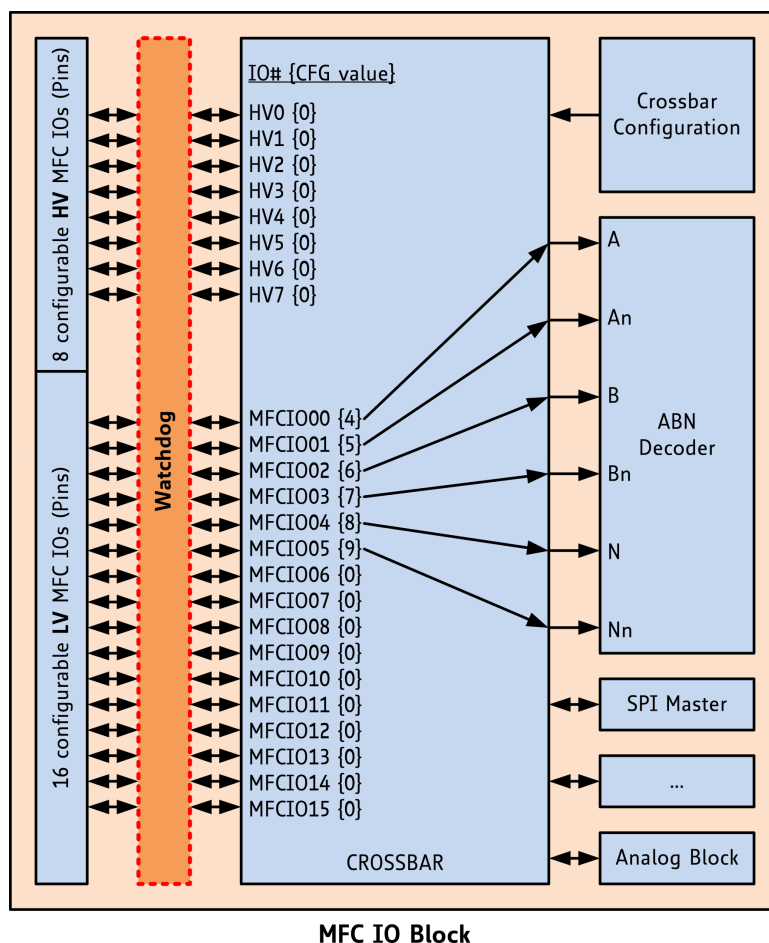 8 configurable HV MFC IOs (Pins)
16 configurable LV MFC IOs (Pins)
Watchdog
IO# {CFG value}
HV0 {0}
HV1 {0}
HV2 {0}
HV3 {0}
HV4 {0}
HV5 {0}
HV6 {0}
HV7 {0}
MFCIO00 {4}
MFCIO01 {5}
MFCIO02 {6}
MFCIO03 {7}
MFCIO04 {8}
MFCIO05 {9}
MFCIO06 {0}
MFCIO07 {0}
MFCIO08 {0}
MFCIO09 {0}
MFCIO10 {0}
MFCIO11 {0}
MFCIO12 {0}
MFCIO13 {0}
MFCIO14 {0}
MFCIO15 {0}
CROSSBAR
Crossbar
Configuration
A
An
B
Bn
N
Nn
ABN
Decoder
SPI Master
...
Analog Block
MFC IO Block